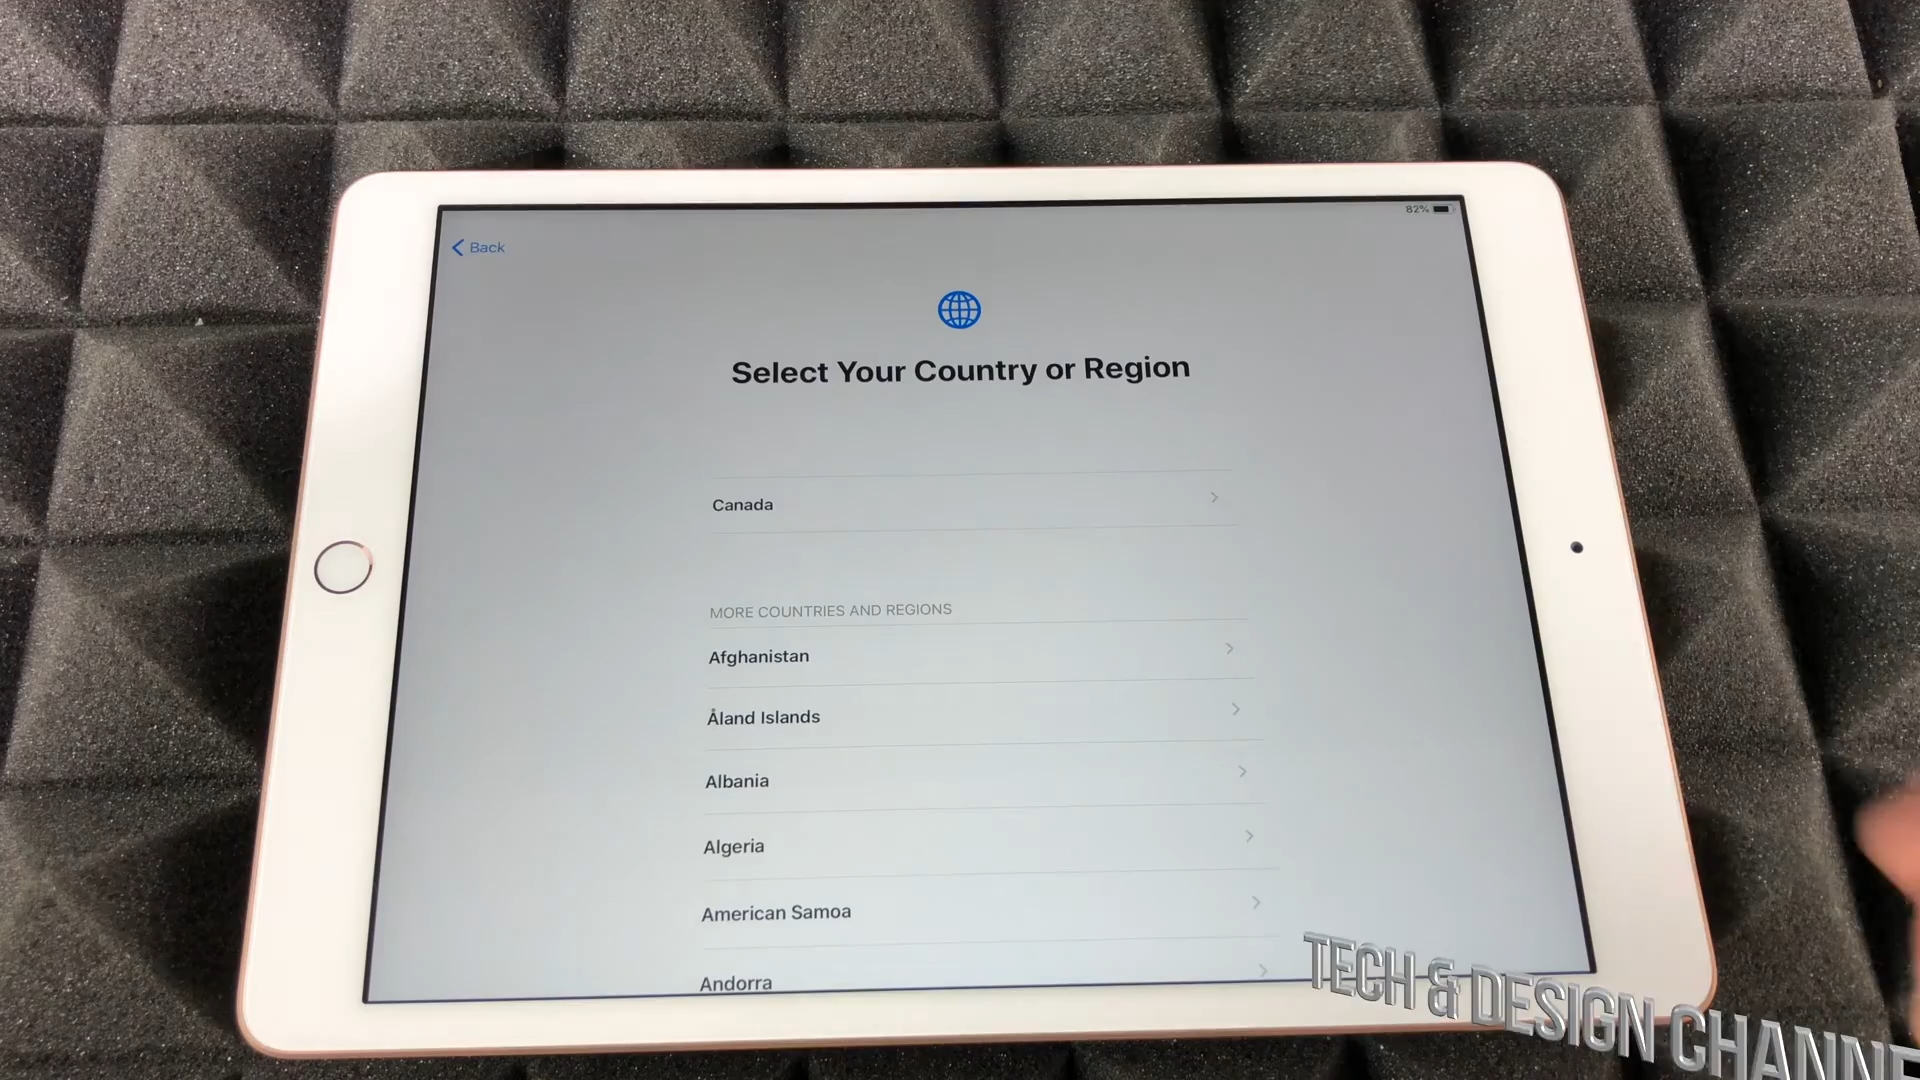 82%
Back
Select Your Country or Region
Canada
MORE COUNTRIES AND REGIONS
Afghanistan
Åland Islands
Albania
Algeria
American Samoa
Andorra
TECH & DESIGN CHANNE